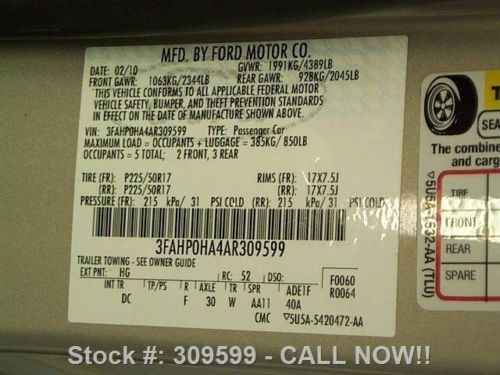 MFD. BY FORD MOTOR CO.
DATE: 02/10 GVWR: 1991KG/4389LB
FRONT GAWR: 1063KG/2344LB REAR GAWR: 928KG/2045LB
THIS VEHICLE CONFORMS TO ALL APPLICABLE FEDERAL MOTOR
VEHICLE SAFETY, BUMPER, AND THEFT PREVENTION STANDARDS
IN EFFECT ON THE DATE OF MANUFACTURE SHOWN ABOVE.
VIN: 3FAHP0HA4AR309599 TYPE: Passenger Car
MAXIMUM LOAD = OCCUPANTS + LUGGAGE = 385KG/850LB
OCCUPANTS = 5 TOTAL; 2 FRONT, 3 REAR
TIRE (FR): P225/50R17 RIMS (FR): 17X7.5J
(RR): P225/50R17 (RR): 17X7.5J
PRESSURE (FR): 215 kPa/ 31 PSI COLD (RR): 215 kPa/ 31 PSI COLD
3FAHP0HA4AR309599
TRAILER TOWING - SEE OWNER GUIDE
EXT PNT: HG RC: 52 DSO: F0060
INT TR TP/PS R AXLE TR SPR ADE1F R0064
DC F 30 W AA11 40A
CMC 5U5A-5420472-AA
T
SEA
The combine
and carg
TIRE
FRONT
REAR
SPARE
5U5A-1532-AA (TLU)
Stock #: 309599 - CALL NOW!!